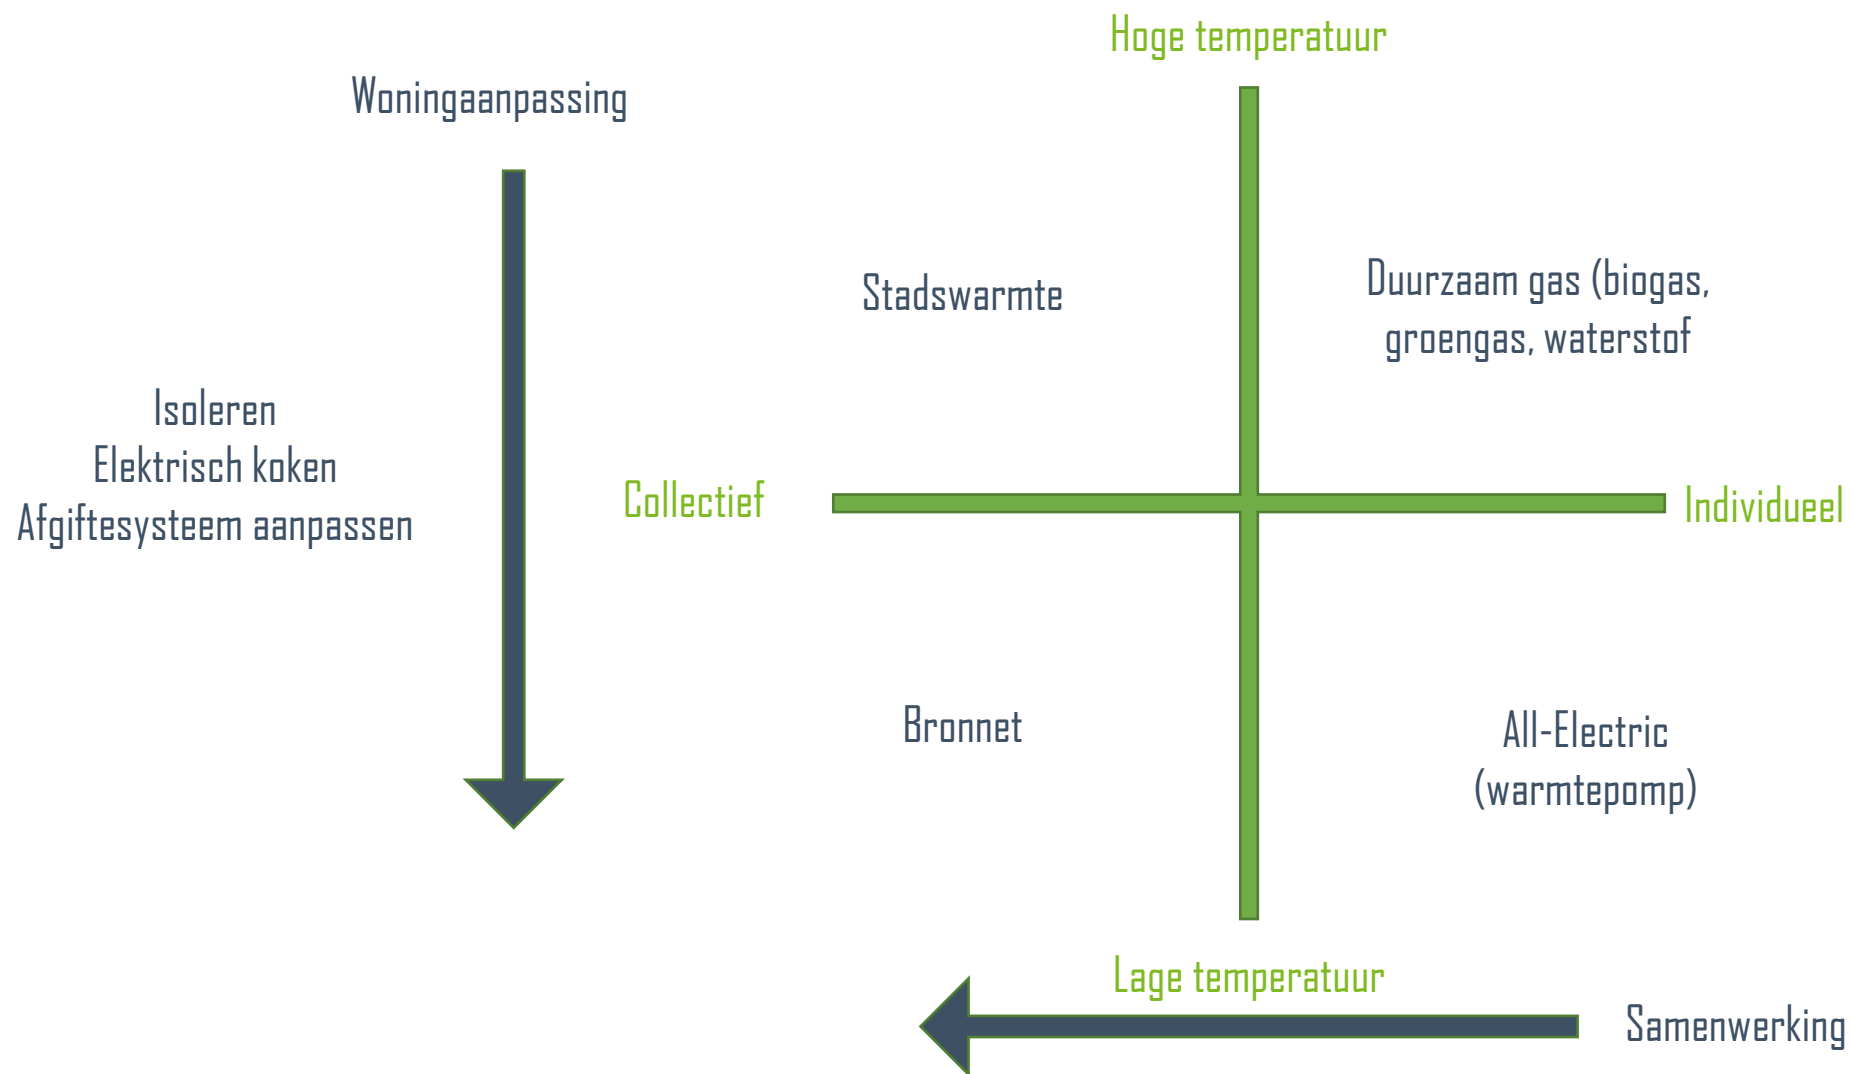 Hoge temperatuur
Woningaanpassing
Stadswarmte
Duurzaam gas (biogas,
groengas, waterstof
Isoleren
Elektrisch koken
Afgiftesysteem aanpassen
Collectief
Individueel
Bronnet
All-Electric
(warmtepomp)
Lage temperatuur
Samenwerking